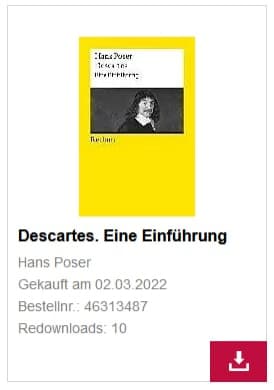 Hans Poser
Descartes
Eine Einführung
Reclam
Descartes. Eine Einführung
Hans Poser
Gekauft am 02.03.2022
Bestellnr.: 46313487
Redownloads: 10